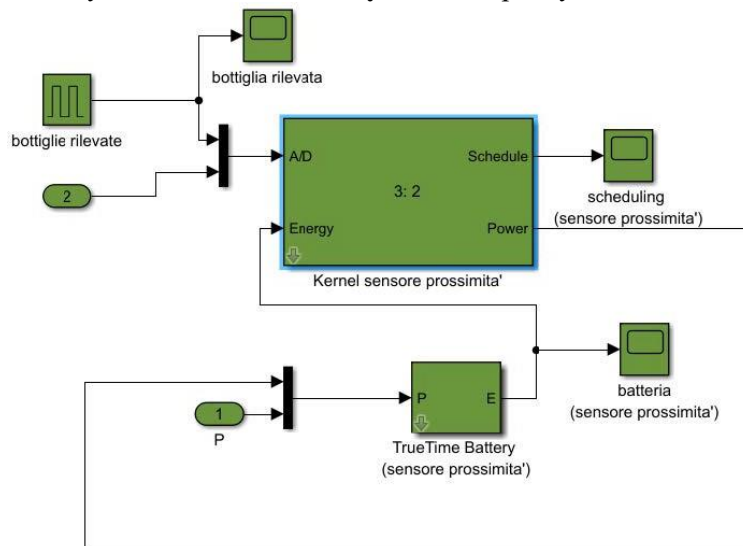 bottiglia rilevata
bottiglie rilevate
2
A/D
Schedule
3: 2
Energy
Power
Kernel sensore prossimita'
scheduling
(sensore prossimita')
1
P
P
E
TrueTime Battery
(sensore prossimita')
batteria
(sensore prossimita')